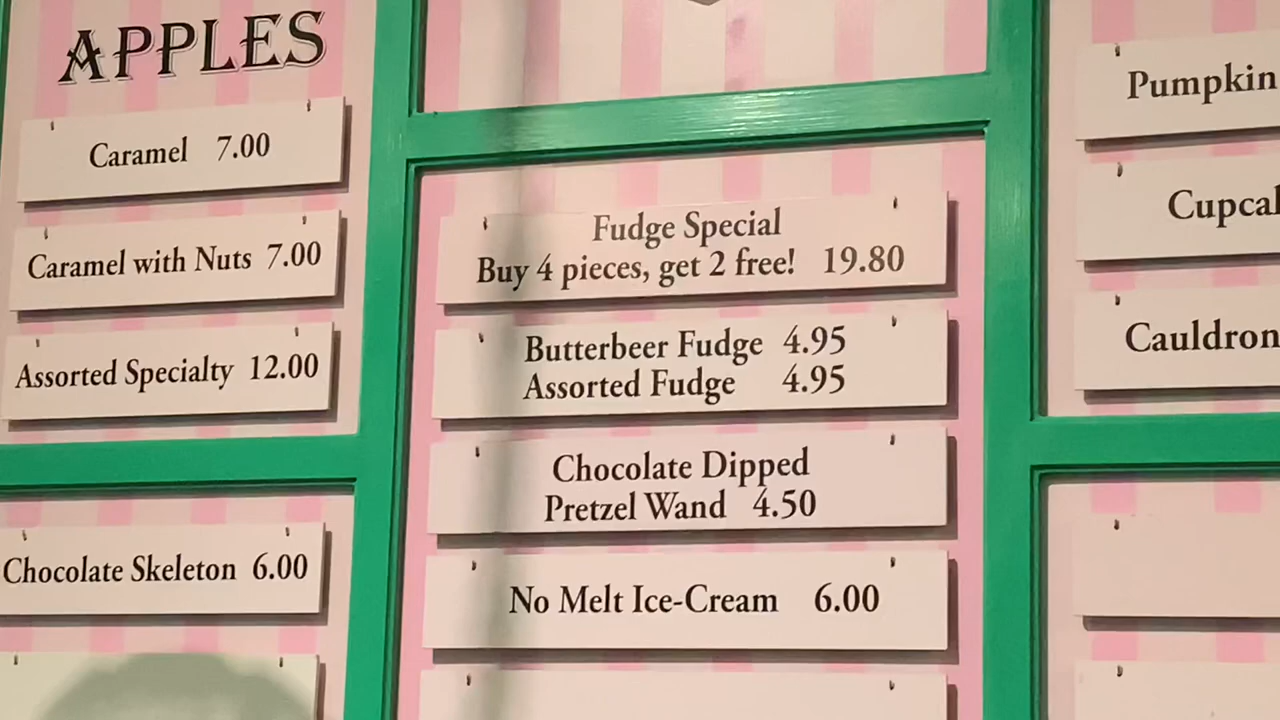 APPLES
Caramel 7.00
Caramel with Nuts 7.00
Assorted Specialty 12.00
Chocolate Skeleton 6.00
Fudge Special
Buy 4 pieces, get 2 free! 19.80
Butterbeer Fudge 4.95
Assorted Fudge 4.95
Chocolate Dipped
Pretzel Wand 4.50
No Melt Ice-Cream 6.00
Pumpkin
Cauldron